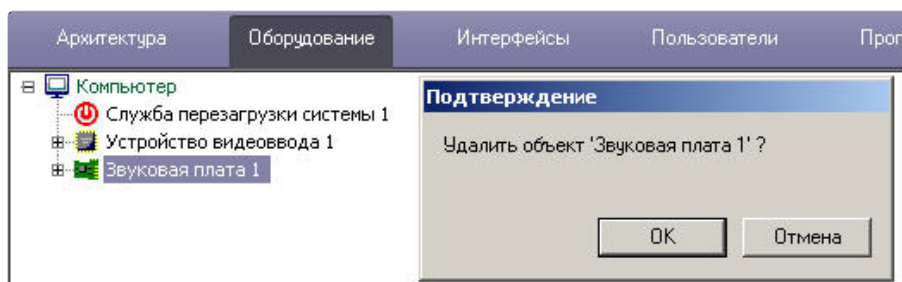 Архитектура Оборудование Интерфейсы Пользователи
Компьютер
Служба перезагрузки системы 1
Устройство видеоввода 1
Звуковая плата 1
Подтверждение
Удалить объект 'Звуковая плата 1' ?
OK Отмена